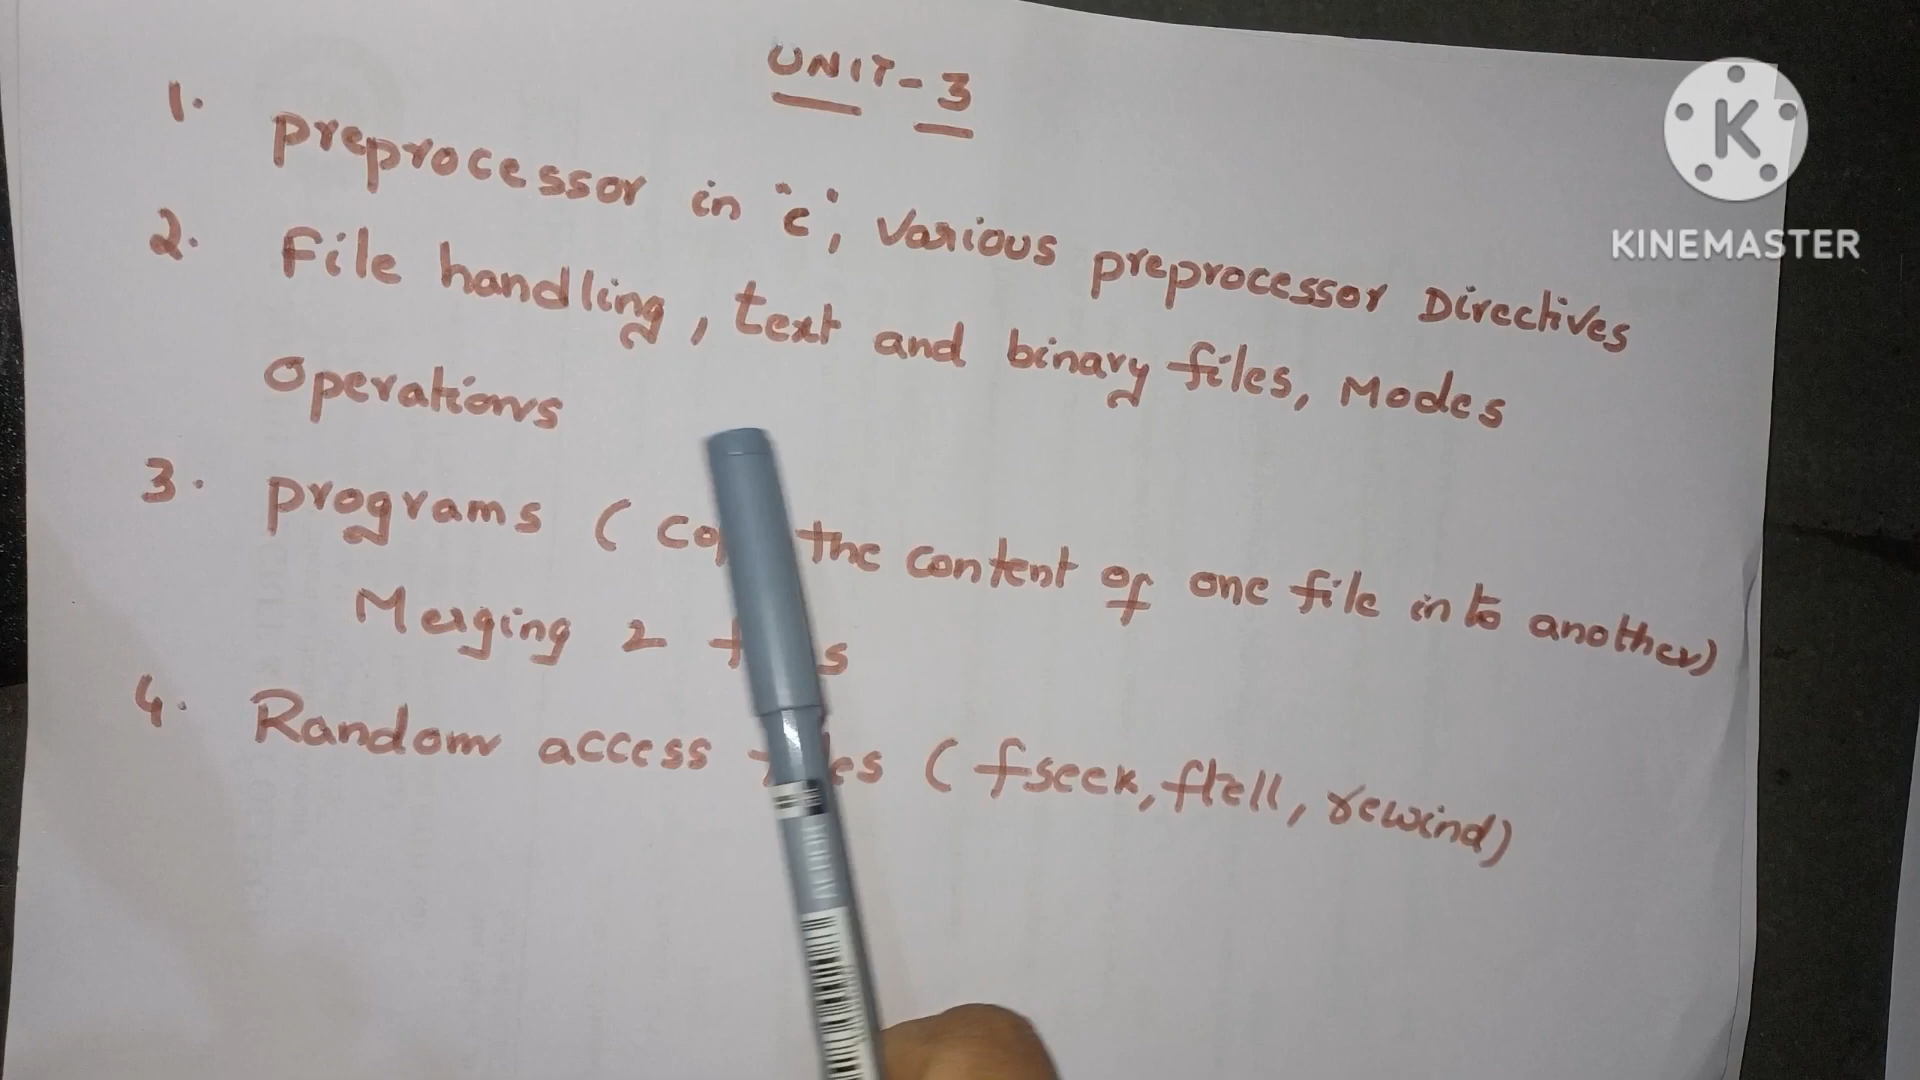 UNIT-3
1. preprocessor in "c", various preprocessor Directives
2. File handling, text and binary files, Modes
Operations
3. programs ( the content of one file into another)
Merging 2
4. Random access files ( fseek, ftell, rewind)
K
KINEMASTER